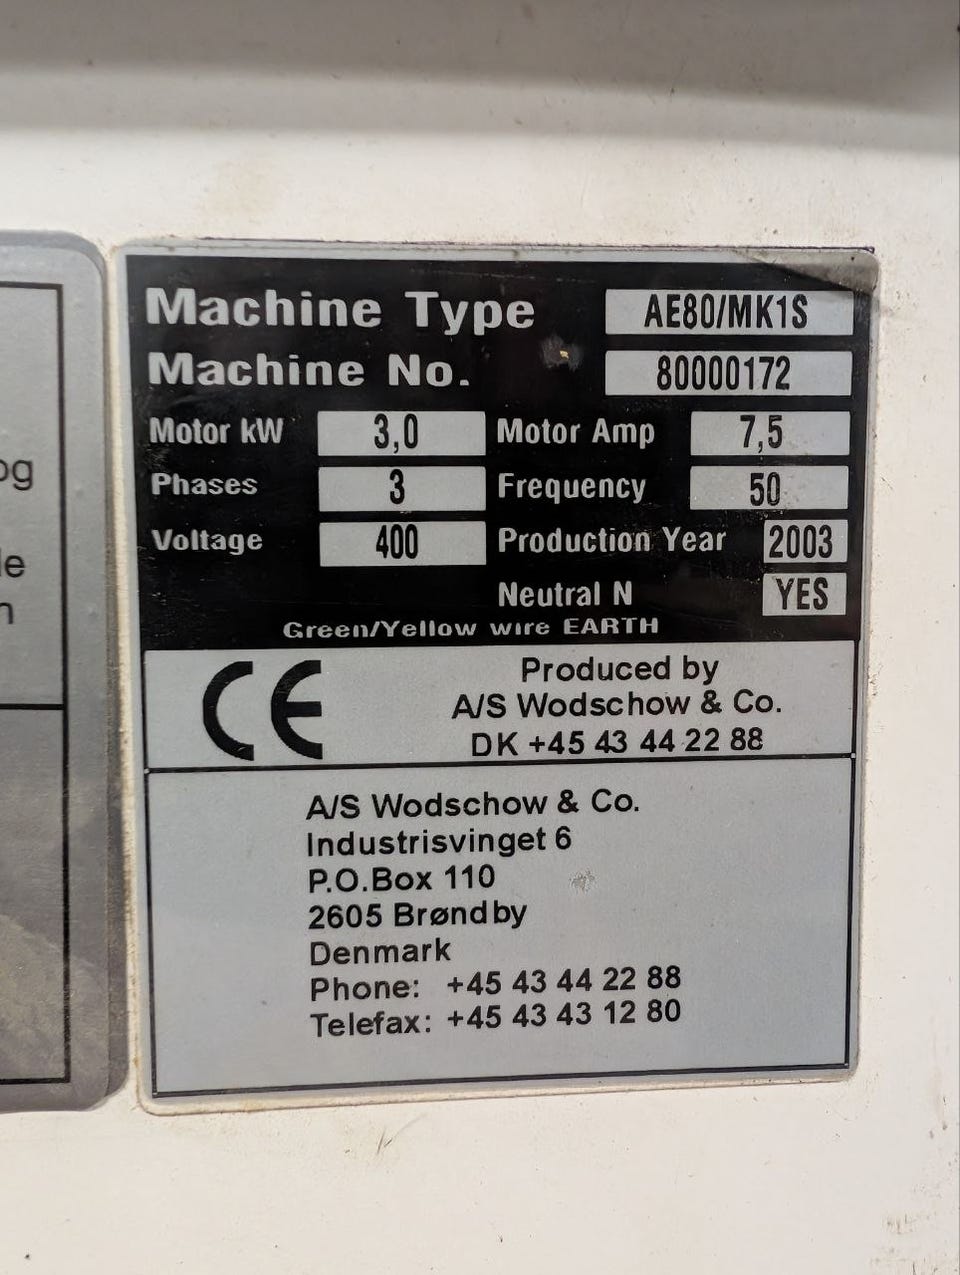 Machine Type AE80/MK1S
Machine No. 80000172
Motor kW 3,0 Motor Amp 7,5
Phases 3 Frequency 50
Voltage 400 Production Year 2003
Neutral N YES
Green/Yellow wire EARTH
CE
Produced by
A/S Wodschow & Co.
DK +45 43 44 22 88
A/S Wodschow & Co.
Industrisvinget 6
P.O.Box 110
2605 Brøndby
Denmark
Phone: +45 43 44 22 88
Telefax: +45 43 43 12 80